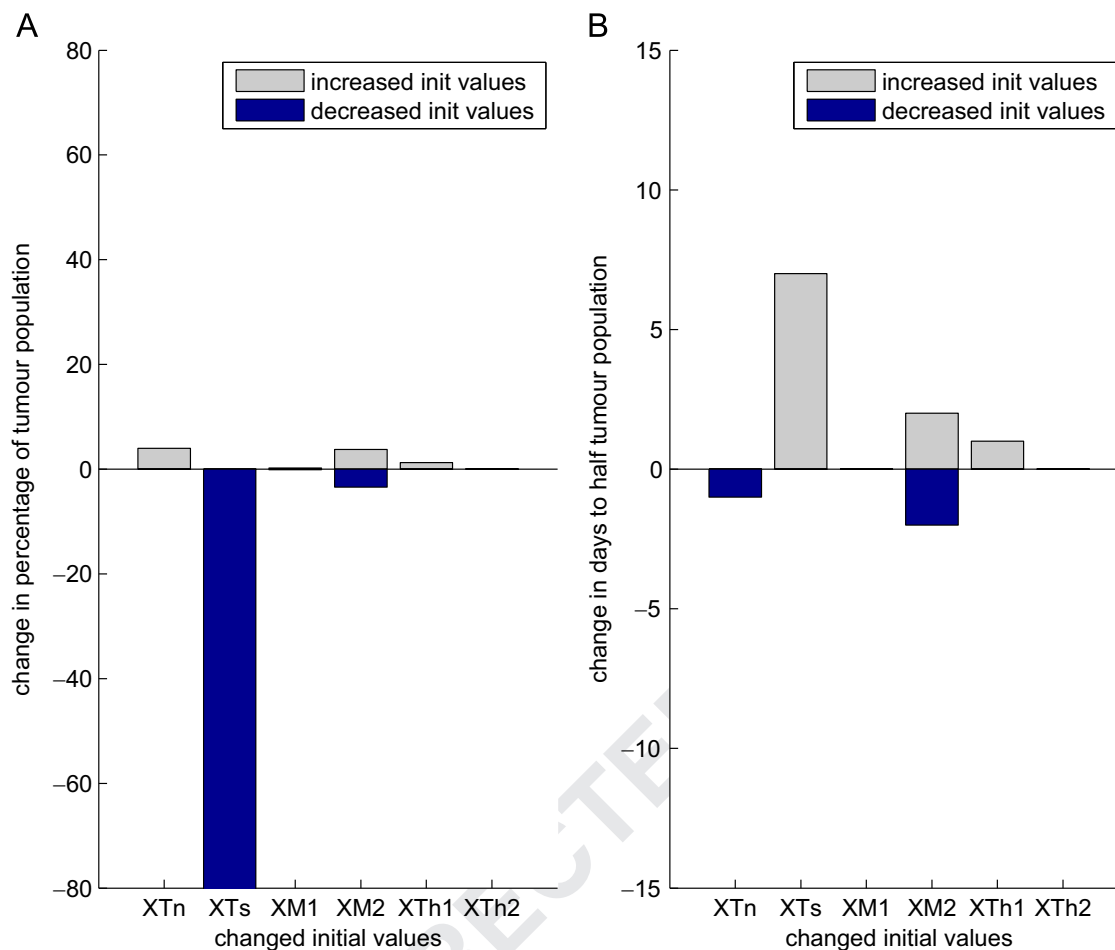 A
80
60
40
20
0
−20
−40
−60
−80
change in percentage of tumour population
increased init values
decreased init values
XTn XTs XM1 XM2 XTh1 XTh2
changed initial values
B
15
10
5
0
−5
−10
−15
change in days to half tumour population
increased init values
decreased init values
XTn XTs XM1 XM2 XTh1 XTh2
changed initial values